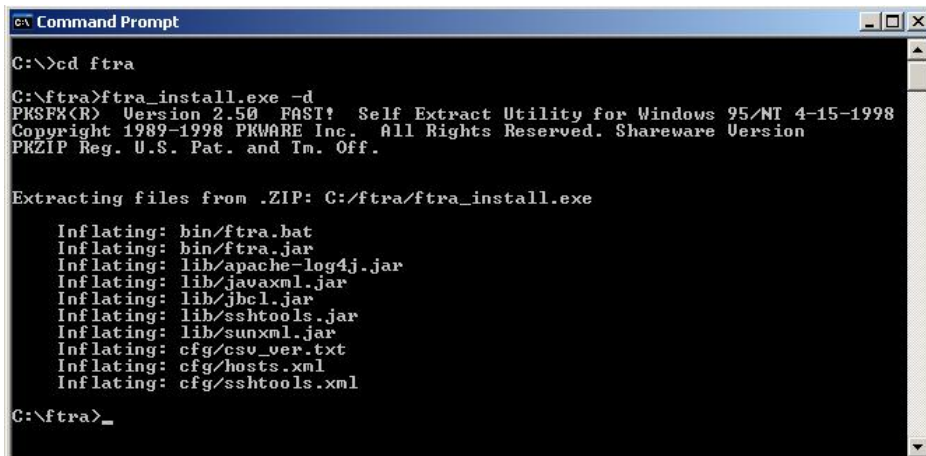 Command Prompt
C:\>cd ftra
C:\ftra>ftra_install.exe -d
PKSFX(R)  Version 2.50  FAST!  Self Extract Utility for Windows 95/NT 4-15-1998
Copyright 1989-1998 PKWARE Inc.  All Rights Reserved. Shareware Version
PKZIP Reg. U.S. Pat. and Tm. Off.
Extracting files from .ZIP: C:/ftra/ftra_install.exe
Inflating: bin/ftra.bat
Inflating: bin/ftra.jar
Inflating: lib/apache-log4j.jar
Inflating: lib/javaxml.jar
Inflating: lib/jbcl.jar
Inflating: lib/sshtools.jar
Inflating: lib/sunxml.jar
Inflating: cfg/csv_ver.txt
Inflating: cfg/hosts.xml
Inflating: cfg/sshtools.xml
C:\ftra>_